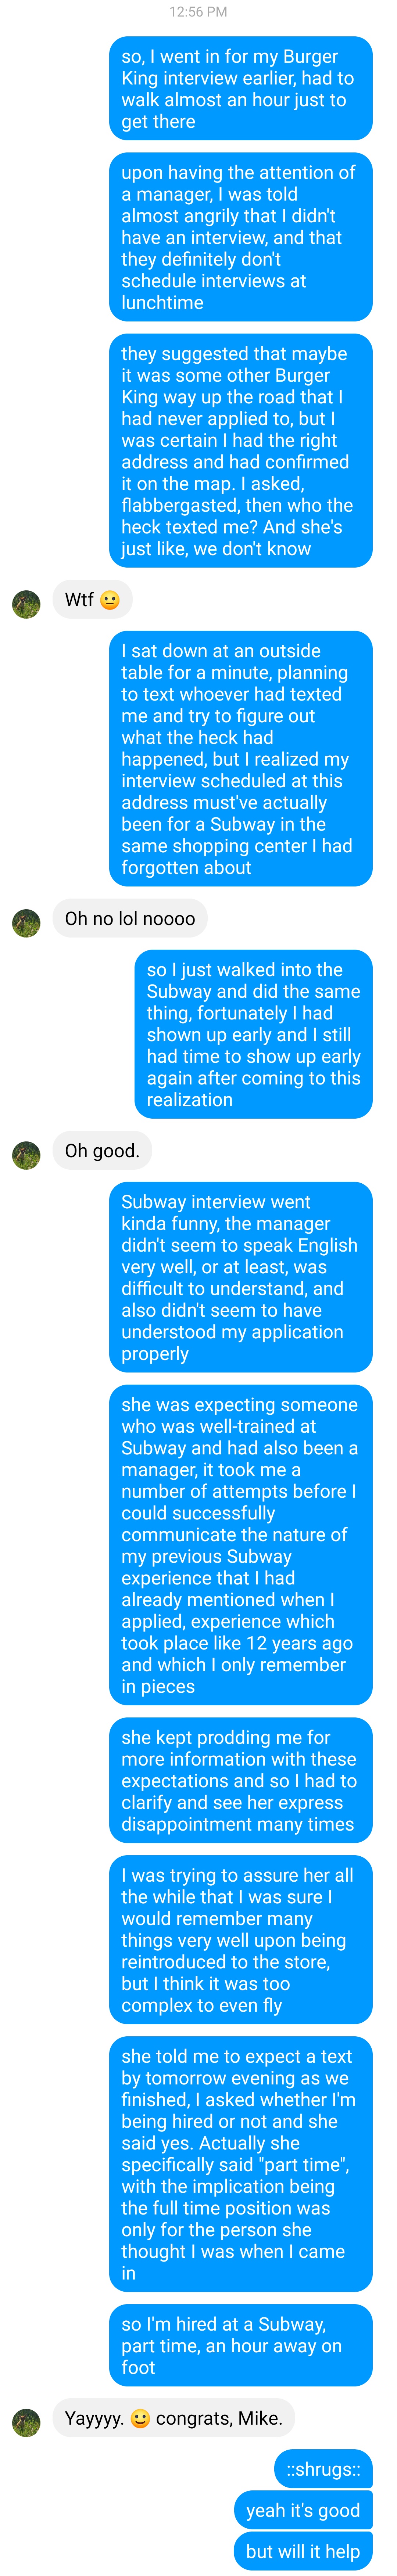 12:56 PM
so, I went in for my Burger
King interview earlier, had to
walk almost an hour just to
get there
upon having the attention of
a manager, I was told
almost angrily that I didn't
have an interview, and that
they definitely don't
schedule interviews at
lunchtime
they suggested that maybe
it was some other Burger
King way up the road that I
had never applied to, but I
was certain I had the right
address and had confirmed
it on the map. I asked,
flabbergasted, then who the
heck texted me? And she's
just like, we don't know
Wtf 😐
I sat down at an outside
table for a minute, planning
to text whoever had texted
me and try to figure out
what the heck had
happened, but I realized my
interview scheduled at this
address must've actually
been for a Subway in the
same shopping center I had
forgotten about
Oh no lol noooo
so I just walked into the
Subway and did the same
thing, fortunately I had
shown up early and I still
had time to show up early
again after coming to this
realization
Oh good.
Subway interview went
kinda funny, the manager
didn't seem to speak English
very well, or at least, was
difficult to understand, and
also didn't seem to have
understood my application
properly
she was expecting someone
who was well-trained at
Subway and had also been a
manager, it took me a
number of attempts before I
could successfully
communicate the nature of
my previous Subway
experience that I had
already mentioned when I
applied, experience which
took place like 12 years ago
and which I only remember
in pieces
she kept prodding me for
more information with these
expectations and so I had to
clarify and see her express
disappointment many times
I was trying to assure her all
the while that I was sure I
would remember many
things very well upon being
reintroduced to the store,
but I think it was too
complex to even fly
she told me to expect a text
by tomorrow evening as we
finished, I asked whether I'm
being hired or not and she
said yes. Actually she
specifically said "part time",
with the implication being
the full time position was
only for the person she
thought I was when I came
in
so I'm hired at a Subway,
part time, an hour away on
foot
Yayyyy. 🙂 congrats, Mike.
::shrugs::
yeah it's good
but will it help